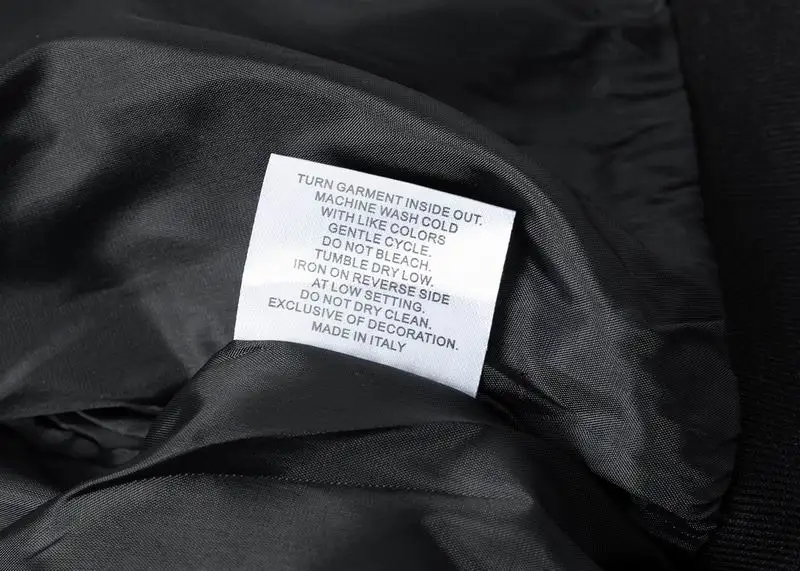 TURN GARMENT INSIDE OUT.
MACHINE WASH COLD
WITH LIKE COLORS
GENTLE CYCLE.
DO NOT BLEACH.
TUMBLE DRY LOW.
IRON ON REVERSE SIDE
AT LOW SETTING.
DO NOT DRY CLEAN.
EXCLUSIVE OF DECORATION.
MADE IN ITALY